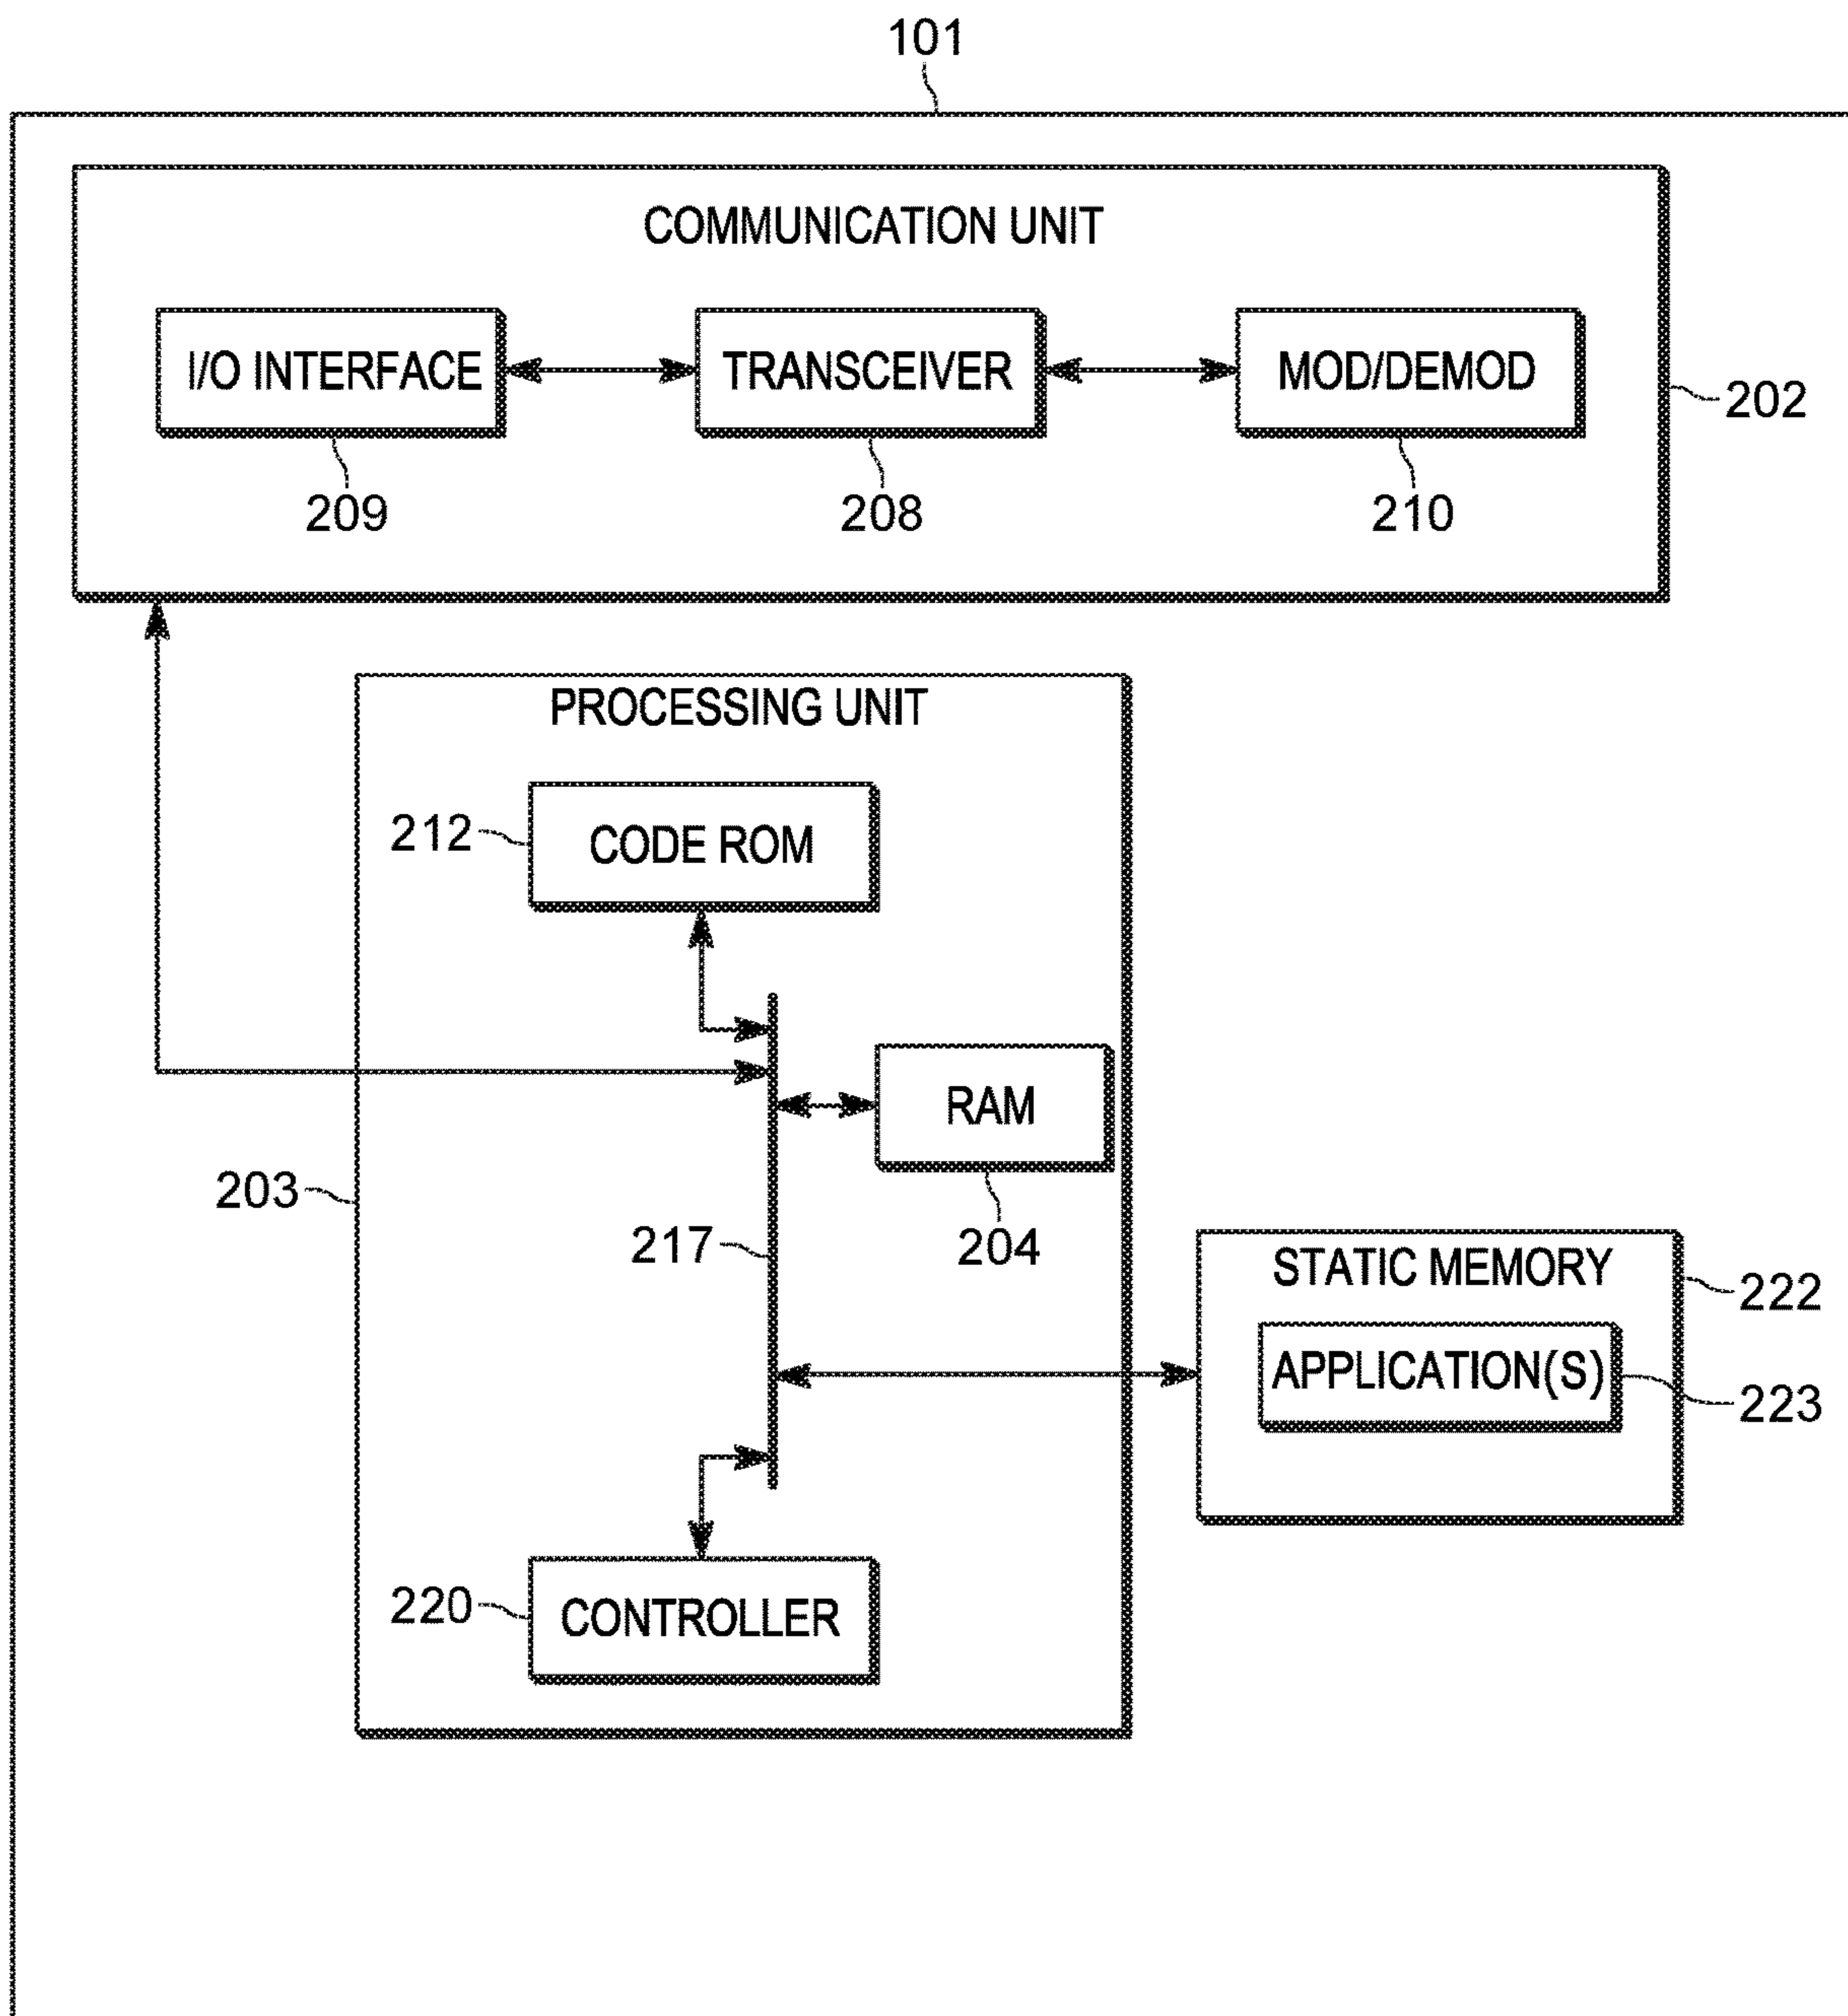 101
COMMUNICATION UNIT
I/O INTERFACE
TRANSCEIVER
MOD/DEMOD
202
209
208
210
PROCESSING UNIT
212
CODE ROM
RAM
203
217
204
STATIC MEMORY
222
APPLICATION(S)
223
220
CONTROLLER